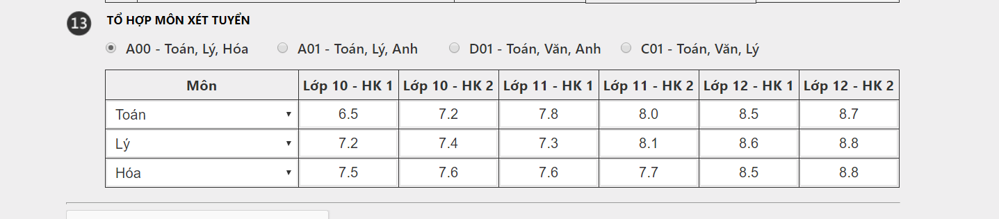 13 TỔ HỢP MÔN XÉT TUYỂN
A00 - Toán, Lý, Hóa A01 - Toán, Lý, Anh D01 - Toán, Văn, Anh C01 - Toán, Văn, Lý
Môn Lớp 10 - HK 1 Lớp 10 - HK 2 Lớp 11 - HK 1 Lớp 11 - HK 2 Lớp 12 - HK 1 Lớp 12 - HK 2
Toán 6.5 7.2 7.8 8.0 8.5 8.7
Lý 7.2 7.4 7.3 8.1 8.6 8.8
Hóa 7.5 7.6 7.6 7.7 8.5 8.8